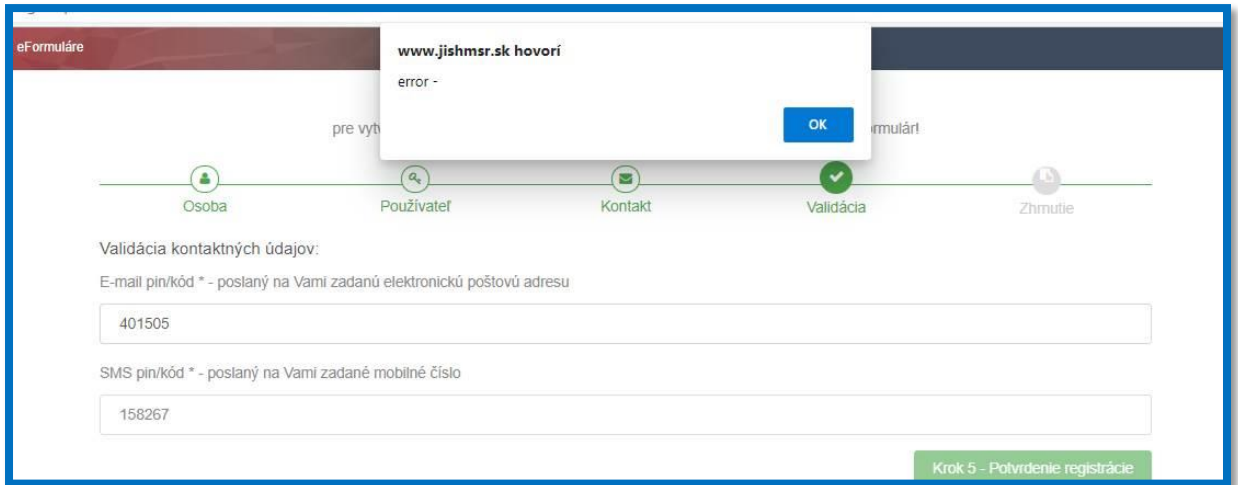 eFormuláre
www.jishmsr.sk hovorí
error -
OK
pre vytv
ormulár!
Osoba
Používateľ
Kontakt
Validácia
Zhrnutie
Validácia kontaktných údajov:
E-mail pin/kód * - poslaný na Vami zadanú elektronickú poštovú adresu
401505
SMS pin/kód * - poslaný na Vami zadané mobilné číslo
158267
Krok 5 - Potvrdenie registrácie